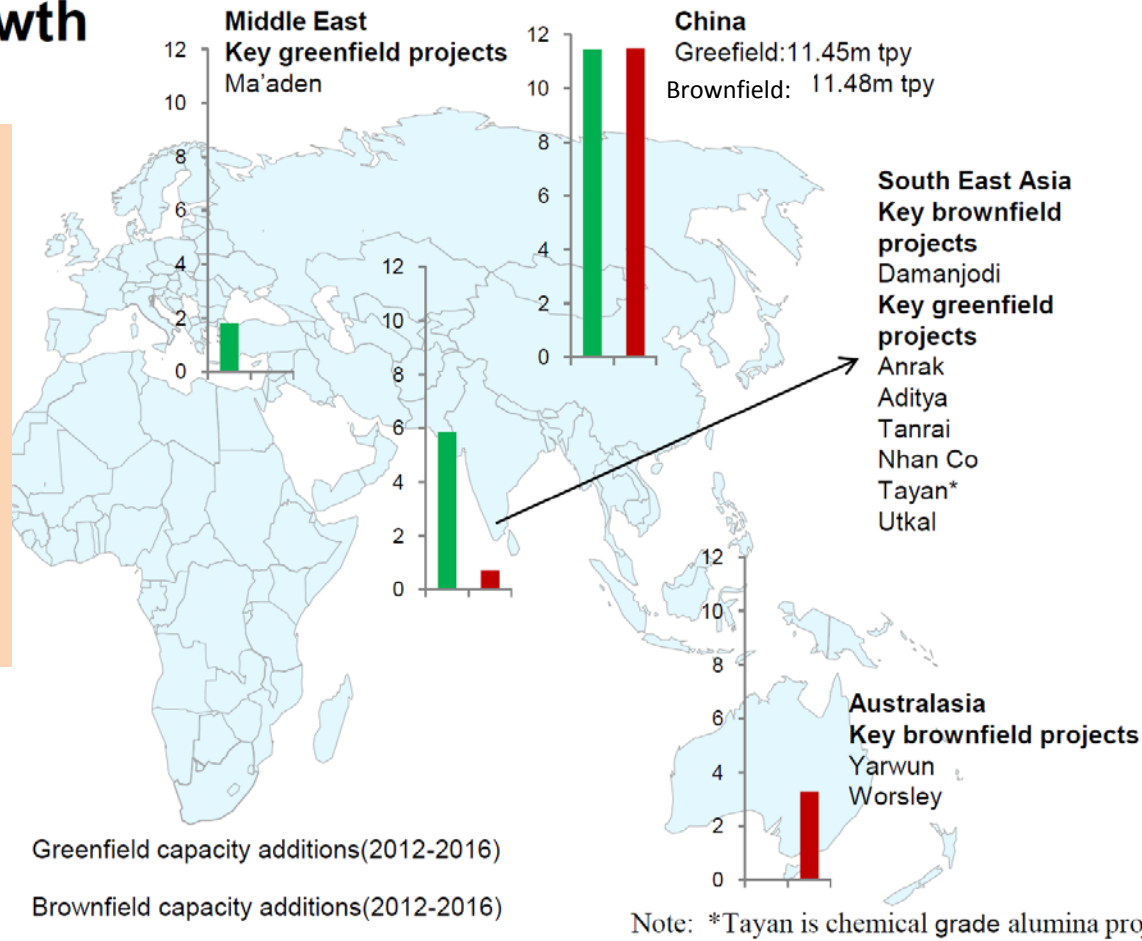 wth
Middle East
Key greenfield projects
Ma'aden
12
10
8
6
4
2
0
China
Greefield:11.45m tpy
Brownfield: 11.48m tpy
12
10
8
6
4
2
0
12
10
8
6
4
2
0
South East Asia
Key brownfield
projects
Damanjodi
Key greenfield
projects
Anrak
Aditya
Tanrai
Nhan Co
Tayan*
Utkal
12
10
8
6
4
2
0
Australasia
Key brownfield projects
Yarwun
Worsley
Greenfield capacity additions(2012-2016)
Brownfield capacity additions(2012-2016)
Note: *Tayan is chemical grade alumina proj